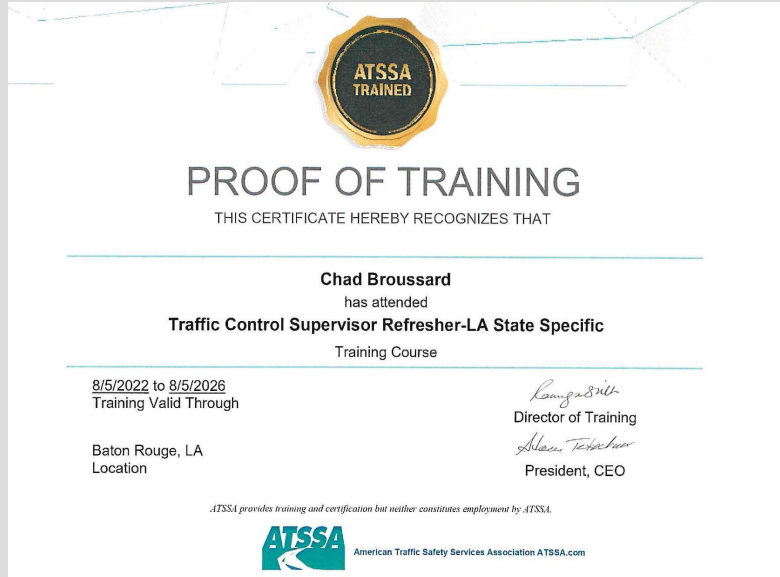 ATSSA
TRAINED
PROOF OF TRAINING
THIS CERTIFICATE HEREBY RECOGNIZES THAT
Chad Broussard
has attended
Traffic Control Supervisor Refresher-LA State Specific
Training Course
8/5/2022 to 8/5/2026
Training Valid Through
Director of Training
Baton Rouge, LA
Location
President, CEO
ATSSA provides training and certification but neither constitutes employment by ATSSA.
ATSSA
American Traffic Safety Services Association ATSSA.com